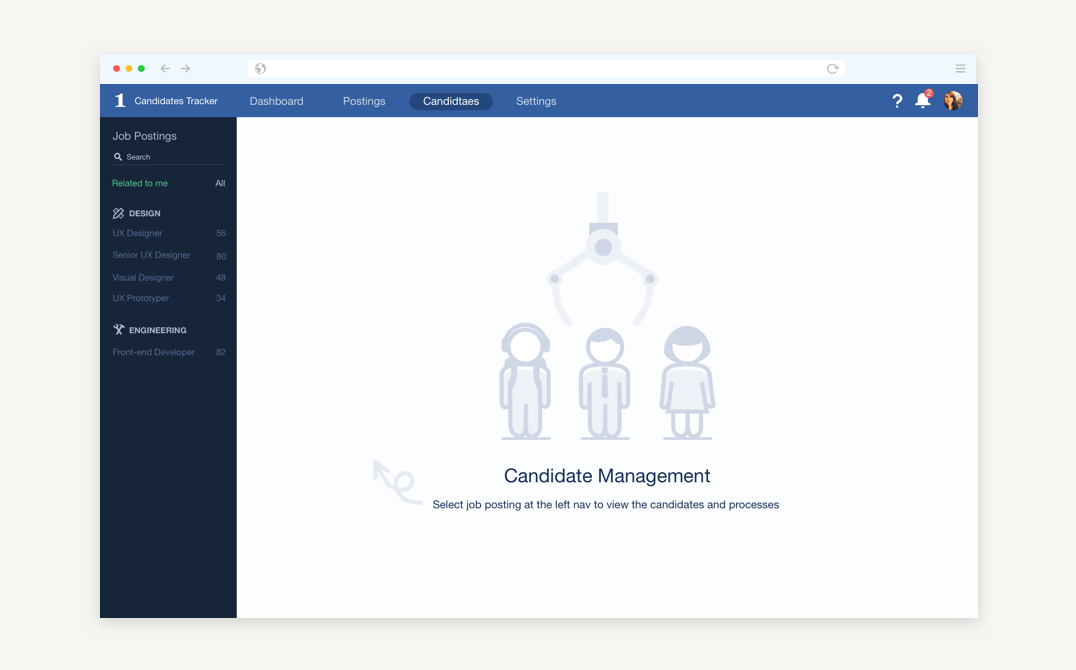 1 Candidates Tracker Dashboard Postings Candidtaes Settings ? 2
Job Postings
Search
Related to me All
DESIGN
UX Designer 56
Senior UX Designer 80
Visual Designer 48
UX Prototyper 34
ENGINEERING
Front-end Developer 82
Candidate Management
Select job posting at the left nav to view the candidates and processes